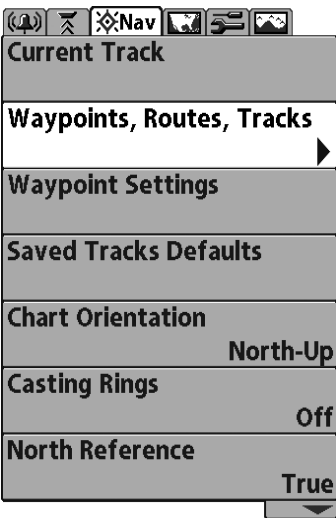 Nav
Current Track
Waypoints, Routes, Tracks
Waypoint Settings
Saved Tracks Defaults
Chart Orientation
North-Up
Casting Rings
Off
North Reference
True